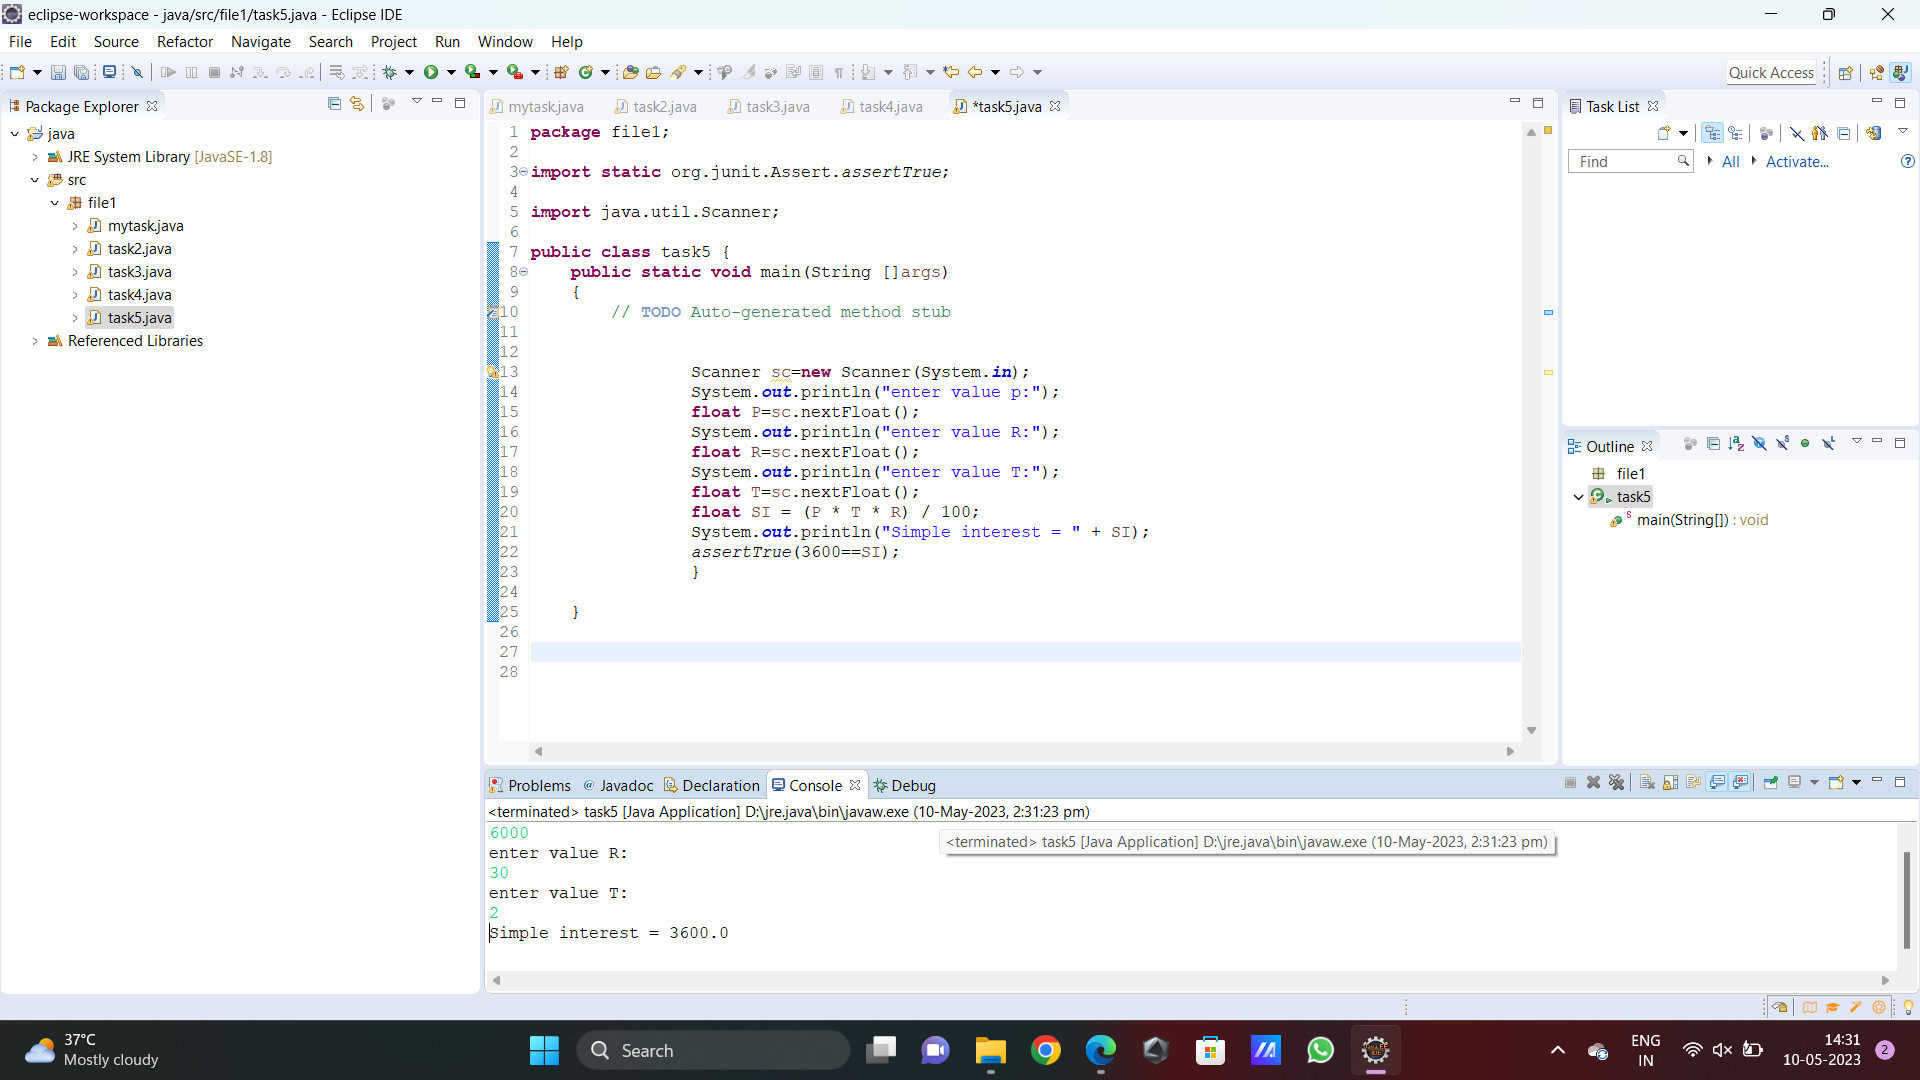 eclipse-workspace - java/src/file1/task5.java - Eclipse IDE
File Edit Source Refactor Navigate Search Project Run Window Help
Quick Access
Package Explorer
java
JRE System Library [JavaSE-1.8]
src
file1
mytask.java
task2.java
task3.java
task4.java
task5.java
Referenced Libraries
mytask.java task2.java task3.java task4.java *task5.java
1 package file1;
2
3 import static org.junit.Assert.assertTrue;
4
5 import java.util.Scanner;
6
7 public class task5 {
8 public static void main(String []args)
9 {
10 // TODO Auto-generated method stub
11
12
13 Scanner sc=new Scanner(System.in);
14 System.out.println("enter value p:");
15 float P=sc.nextFloat();
16 System.out.println("enter value R:");
17 float R=sc.nextFloat();
18 System.out.println("enter value T:");
19 float T=sc.nextFloat();
20 float SI = (P * T * R) / 100;
21 System.out.println("Simple interest = " + SI);
22 assertTrue(3600==SI);
23 }
24
25 }
26
27
28
Task List
Find All Activate...
Outline
file1
task5
main(String[]) : void
Problems @ Javadoc Declaration Console Debug
<terminated> task5 [Java Application] D:\jre.java\bin\javaw.exe (10-May-2023, 2:31:23 pm)
6000
<terminated> task5 [Java Application] D:\jre.java\bin\javaw.exe (10-May-2023, 2:31:23 pm)
enter value R:
30
enter value T:
2
Simple interest = 3600.0
37°C
Mostly cloudy
Search
ENG
IN
14:31
10-05-2023
2